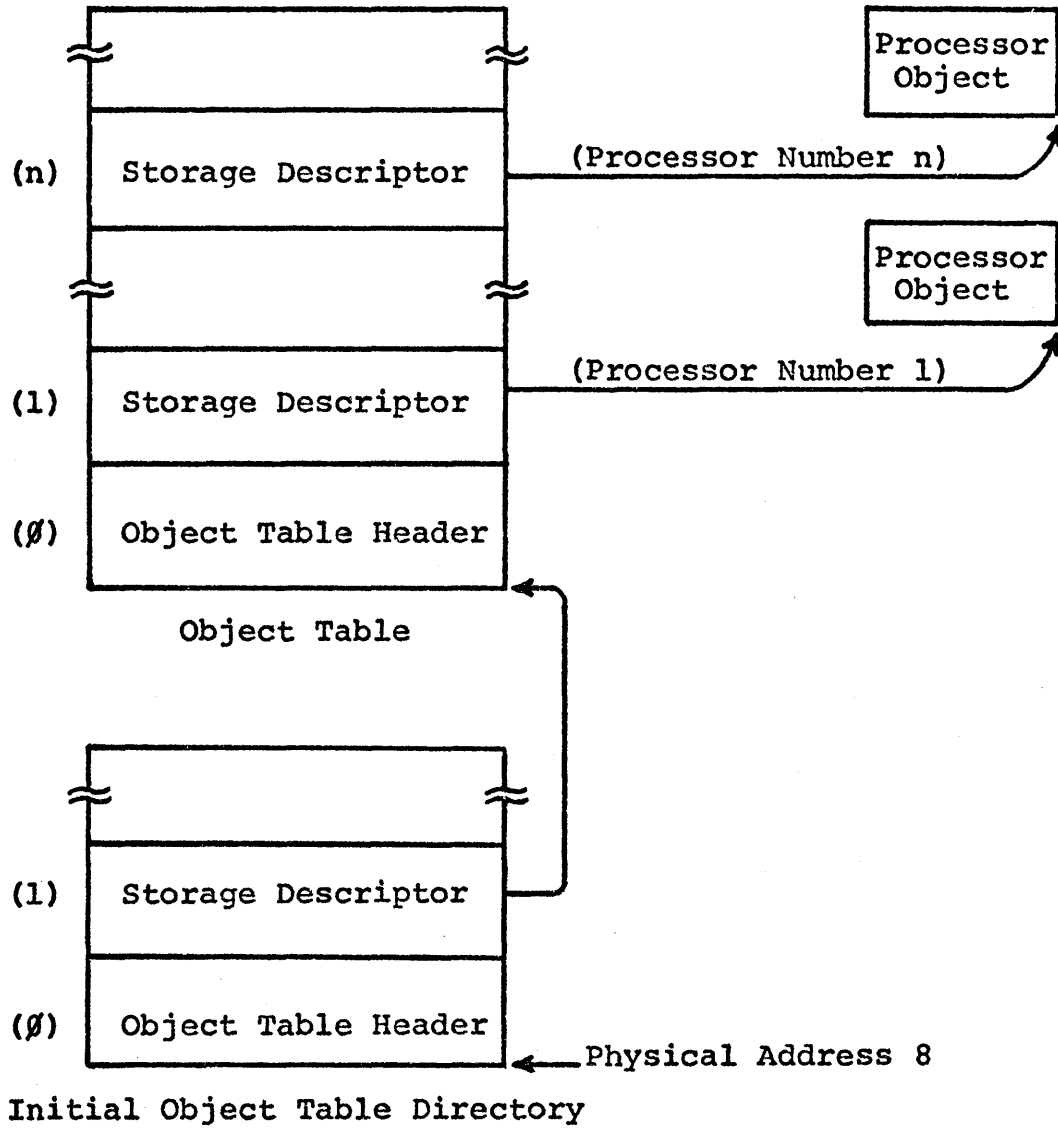 Processor
Object
(n) Storage Descriptor (Processor Number n)
Processor
Object
(1) Storage Descriptor (Processor Number 1)
(Ø) Object Table Header
Object Table
(1) Storage Descriptor
(Ø) Object Table Header
Physical Address 8
Initial Object Table Directory